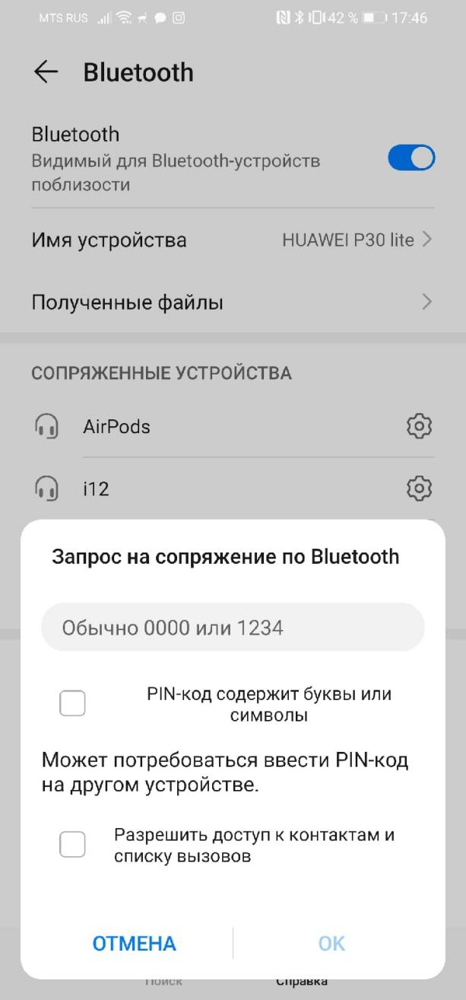 MTS RUS 42 % 17:46
Bluetooth
Bluetooth
Видимый для Bluetooth-устройств
поблизости
Имя устройства HUAWEI P30 lite
Полученные файлы
СОПРЯЖЕННЫЕ УСТРОЙСТВА
AirPods
i12
Запрос на сопряжение по Bluetooth
Обычно 0000 или 1234
PIN-код содержит буквы или
символы
Может потребоваться ввести PIN-код
на другом устройстве.
Разрешить доступ к контактам и
списку вызовов
ОТМЕНА OK
Поиск Справка